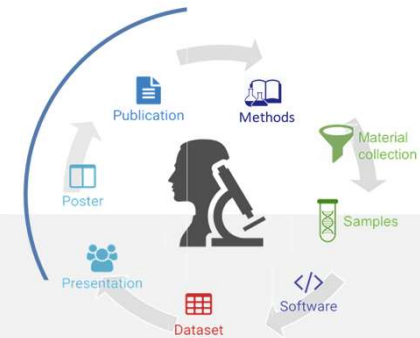 Publication
Methods
Material
collection
Poster
Samples
Presentation
Software
Dataset